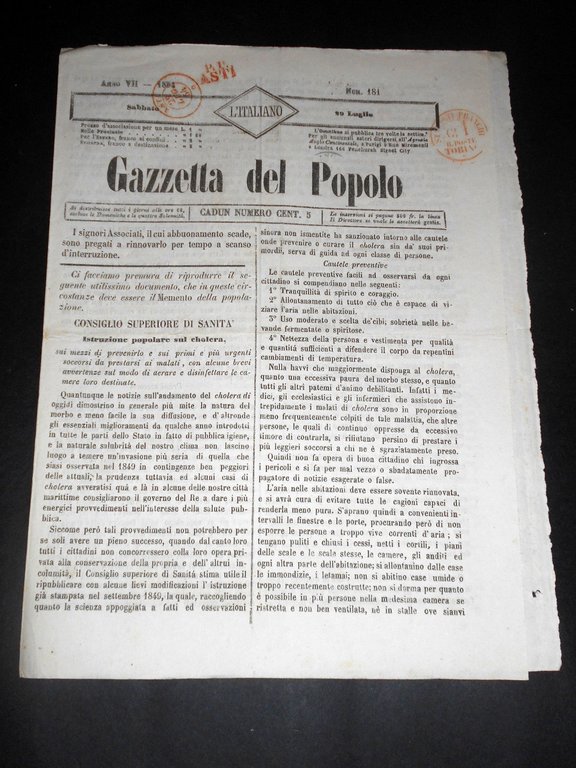 P. P.
ASTI
Anno VII — 1854
Num. 181
Sabbato
L'ITALIANO
29 Luglio
Gazzetta del Popolo
CADUN NUMERO CENT. 5
I signori Associati, il cui abbuonamento scade,
sono pregati a rinnovarlo per tempo a scanso
d'interruzione.
Ci facciamo premura di riprodurre il se-
guente utilissimo documento, che in queste cir-
costanze deve essere il Memento della popola-
zione.
CONSIGLIO SUPERIORE DI SANITA'
Istruzione popolare sul cholera,
sui mezzi di prevenirlo e sui primi e più urgenti
soccorsi da prestarsi ai malati, con alcune brevi
avvertenze sul modo di aerare e disinfettare le
camere loro destinate.
Quantunque le notizie sull'andamento del cholera di
oggidì dimostrino in generale più mite la natura del
morbo e meno facile la sua diffusione, e d'altronde
gli essenziali miglioramenti da qualche anno introdotti
in tutte le parti dello Stato in fatto di pubblica igiene,
e la naturale salubrità del nostro clima non lascino
luogo a temere un'invasione più seria di quella che
siasi osservata nel 1849 in contingenze ben peggiori
delle attuali, la prudenza tuttavia ed alcuni casi di
cholera avveratisi quà e là in alcune delle nostre città
marittime consigliarono il governo del Re a dare i più
energici provvedimenti nell'interesse della salute pub-
blica.
Siccome però tali provvedimenti non potrebbero per
se soli avere un pieno successo, quando dal canto loro
tutti i cittadini non concorressero colla loro opera pri-
vata alla conservazione della propria e dell'altrui in-
columità, il Consiglio Superiore di Sanità stima utile il
ripubblicare con alcune lievi modificazioni l'istruzione
già stampata nel settembre 1849, la quale, raccogliendo
quanto la scienza appoggiata a fatti ed osservazioni
sinora non ismentite ha sanzionato intorno alle cautele
onde prevenire o curare il cholera sin da' suoi pri-
mordii, serva di guida ad ogni classe di persone.
Cautele preventive
Le cautele preventive facili ad osservarsi da ogni
cittadino si compendiano nelle seguenti:
1° Tranquillità di spirito e coraggio.
2° Allontanamento di tutto ciò che è capace di vi-
ziare l'aria nelle abitazioni.
3° Uso moderato e scelta de'cibi; sobrietà nelle be-
vande fermentate o spiritose.
4° Nettezza della persona e vestimenta per qualità
e quantità sufficienti a difendere il corpo da repentini
cambiamenti di temperatura.
Nulla havvi che maggiormente disponga al cholera,
quanto una eccessiva paura del morbo stesso, e quanto
tutti gli altri patemi d'animo debilitanti. Infatti i me-
dici, gli ecclesiastici e gli infermieri che assistono in-
trepidamente i malati di cholera sono in proporzione
meno frequentemente colpiti da tale malattia, che altre
persone, le quali di continuo oppresse da eccessivo
timore di contrarla, si rifiutano persino di prestare i
più leggieri soccorsi a chi ne è sgraziatamente preso.
Quindi non fa opera di buon cittadino chi ingrossa
i pericoli e si fa per mal vezzo o sbadatamente pro-
pagatore di notizie esagerate o false.
L'aria nelle abitazioni deve essere sovente rinnovata,
e si avrà cura di evitare tutte le cagioni capaci di
renderla meno pura. S'aprano quindi a convenienti in-
tervalli le finestre e le porte, procurando però di non
esporre le persone a troppo vive correnti d'aria; si
tengano puliti e chiusi i cessi, netti i cortili, i piani
delle scale e le scale stesse, le camere, gli anditi ed
ogni altra parte dell'abitazione; si allontanino dalle case
le immondizie, i letamai; non si abitino case umide o
troppo recentemente costrutte; non si dorma per quanto
è possibile in più persone nella medesima camera se
ristretta e non ben ventilata, nè in stalle ove sianvi